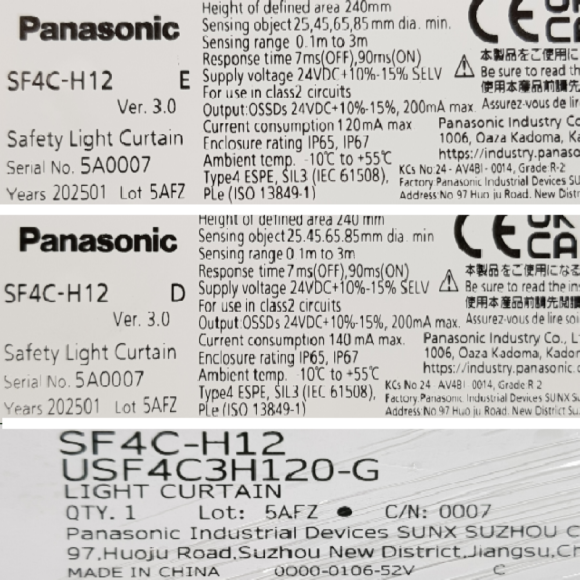 Panasonic
SF4C-H12 E
Ver. 3.0
Safety Light Curtain
Serial No. 5A0007
Years 202501 Lot 5AFZ
Height of defined area 240mm
Sensing object 25,45,65,85mm dia. min.
Sensing range 0.1m to 3m
Response time 7ms(OFF),90ms(ON)
Supply voltage 24VDC+10%-15% SELV
For use in class2 circuits
Output:OSSDs 24VDC+10%-15%, 200mA max.
Current consumption 120mA max
Enclosure rating IP65, IP67
Ambient temp. -10℃ to +55℃
Type4 ESPE, SIL3 (IEC 61508),
PLe (ISO 13849-1)
CE UK
CA
本製品をご使用に
Be sure to read th
使用本產品前請先
Assurez-vous de lir
Panasonic Industry Co
1006, Oaza Kadoma, Ka
https://industry.panaso
KCs No:24 - AV4BI - 0014, Grade R-2
Factory Panasonic Industrial Devices SU
Address No 97 Huo ju Road, New Distri
Panasonic
SF4C-H12 D
Ver. 3.0
Safety Light Curtain
Serial No. 5A0007
Years 202501 Lot 5AFZ
Height of defined area 240 mm
Sensing object 25.45.65.85mm dia. min
Sensing range 0 1m to 3m
Response time 7ms(OFF),90ms(ON)
Supply voltage 24VDC+10%-15% SELV
For use in class2 circuits
Output:OSSDs 24VDC+10%-15%, 200mA max.
Current consumption 140 mA max.
Enclosure rating IP65, IP67
Ambient temp. -10℃ to +55℃
Type4 ESPE, SIL3 (IEC 61508),
PLe (ISO 13849-1)
CE UK
CA
本製品をご使用になる
Be sure to read the ins
使用本產品前請先閱讀
Assurez-vous de lire soi
Panasonic Industry Co., Lt
1006, Oaza Kadoma, Kador
https://industry.panasonic.
KCs No 24 AV4BI 0014, Grade R 2
Factory. Panasonic Industrial Devices SUNX Su
Address:No 97 Huo ju Road. New District Su
SF4C-H12
USF4C3H120-G
LIGHT CURTAIN
QTY. 1 Lot: 5AFZ ● C/N: 0007
Panasonic Industrial Devices SUNX SUZHOU C
97,Huoju Road,Suzhou New District,Jiangsu,Ch
MADE IN CHINA 0000-0106-52V C